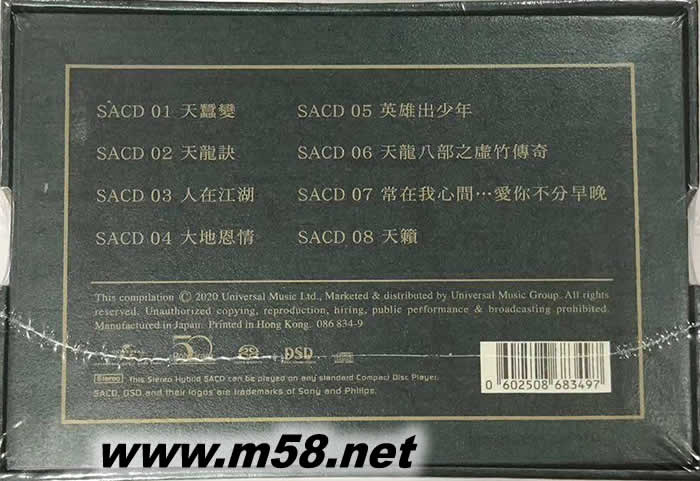 SACD 01 天蠶變
SACD 02 天龍訣
SACD 03 人在江湖
SACD 04 大地恩情
SACD 05 英雄出少年
SACD 06 天龍八部之虛竹傳奇
SACD 07 常在我心間…愛你不分早晚
SACD 08 天籟
This compilation Ⓒ 2020 Universal Music Ltd., Marketed & distributed by Universal Music Group. All rights
reserved. Unauthorized copying, reproduction, hiring, public performance & broadcasting prohibited.
Manufactured in Japan. Printed in Hong Kong. 086 834-9
50
DSD
Stereo This Stereo Hybrid SACD can be played on any standard Compact Disc Player.
SACD, DSD and their logos are trademarks of Sony and Philips.
0 602508 683497
www.m58.net